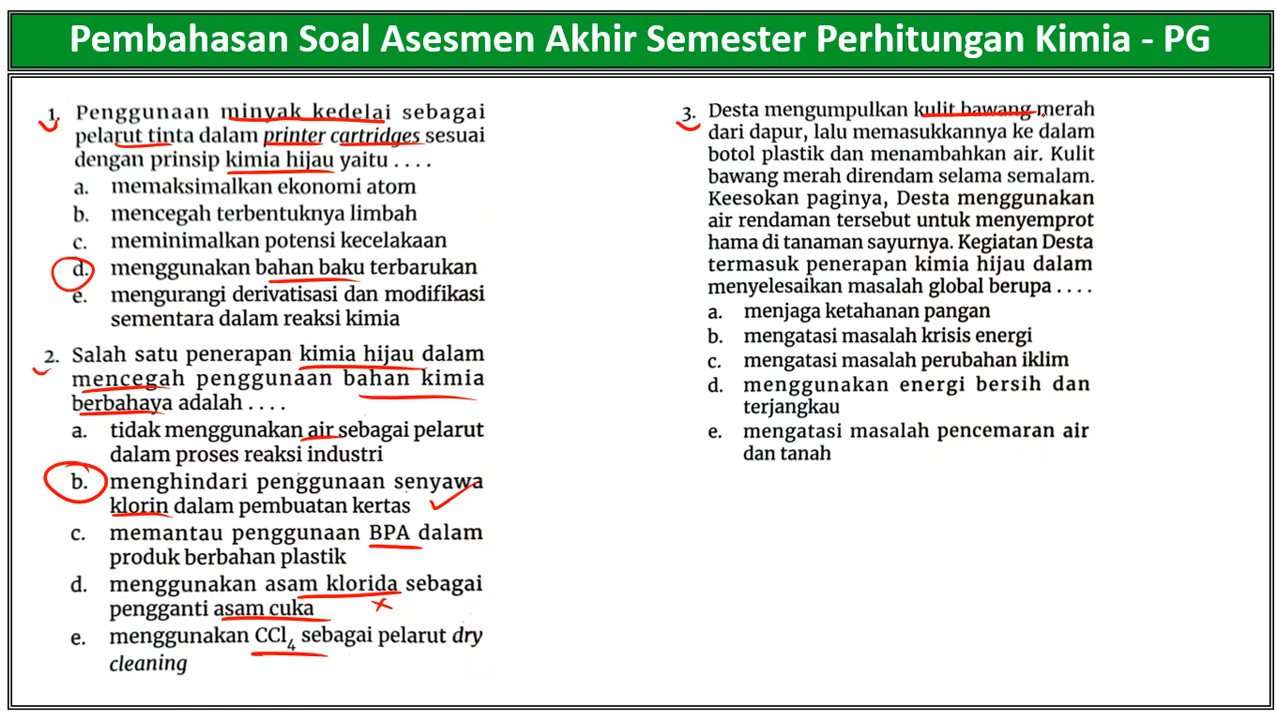 Pembahasan Soal Asesmen Akhir Semester Perhitungan Kimia - PG
1. Penggunaan minyak kedelai sebagai
pelarut tinta dalam printer cartridges sesuai
dengan prinsip kimia hijau yaitu . . . .
a. memaksimalkan ekonomi atom
b. mencegah terbentuknya limbah
c. meminimalkan potensi kecelakaan
d. menggunakan bahan baku terbarukan
e. mengurangi derivatisasi dan modifikasi
sementara dalam reaksi kimia
2. Salah satu penerapan kimia hijau dalam
mencegah penggunaan bahan kimia
berbahaya adalah . . . .
a. tidak menggunakan air sebagai pelarut
dalam proses reaksi industri
b. menghindari penggunaan senyawa
klorin dalam pembuatan kertas
c. memantau penggunaan BPA dalam
produk berbahan plastik
d. menggunakan asam klorida sebagai
pengganti asam cuka
e. menggunakan CCl₄ sebagai pelarut dry
cleaning
3. Desta mengumpulkan kulit bawang merah
dari dapur, lalu memasukkannya ke dalam
botol plastik dan menambahkan air. Kulit
bawang merah direndam selama semalam.
Keesokan paginya, Desta menggunakan
air rendaman tersebut untuk menyemprot
hama di tanaman sayurnya. Kegiatan Desta
termasuk penerapan kimia hijau dalam
menyelesaikan masalah global berupa . . . .
a. menjaga ketahanan pangan
b. mengatasi masalah krisis energi
c. mengatasi masalah perubahan iklim
d. menggunakan energi bersih dan
terjangkau
e. mengatasi masalah pencemaran air
dan tanah